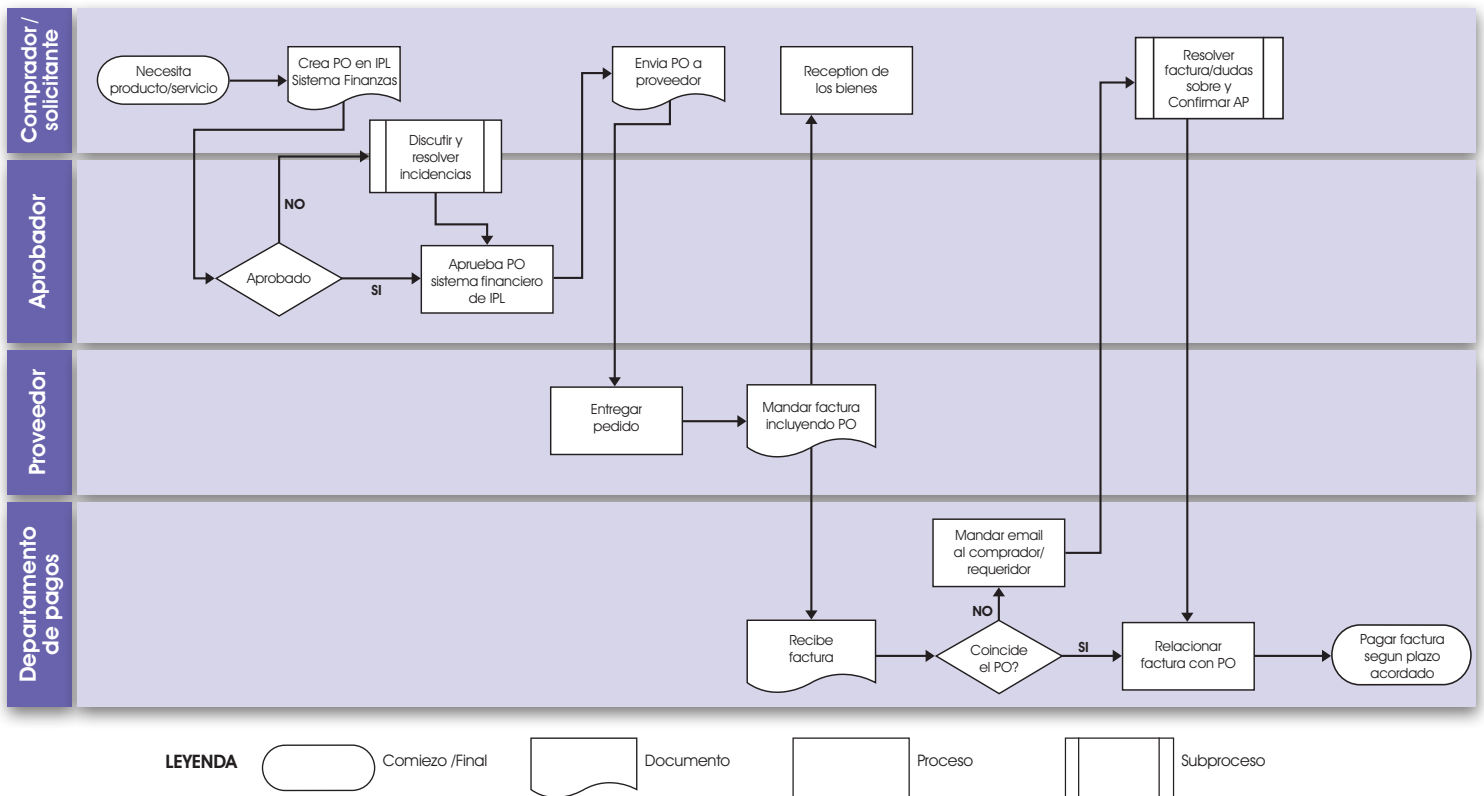 Comprador/
solicitante
Necesita
producto/servicio
Crea PO en IPL
Sistema Finanzas
Envia PO a
proveedor
Reception de
los bienes
Resolver
factura/dudas
sobre y
Confirmar AP
Discutir y
resolver
incidencias
Aprobador
NO
Aprobado
SI
Aprueba PO
sistema financiero
de IPL
Proveedor
Entregar
pedido
Mandar factura
incluyendo PO
Departamento
de pagos
Mandar email
al comprador/
requeridor
NO
Recibe
factura
Coincide
el PO?
SI
Relacionar
factura con PO
Pagar factura
segun plazo
acordado
LEYENDA
Comiezo /Final
Documento
Proceso
Subproceso